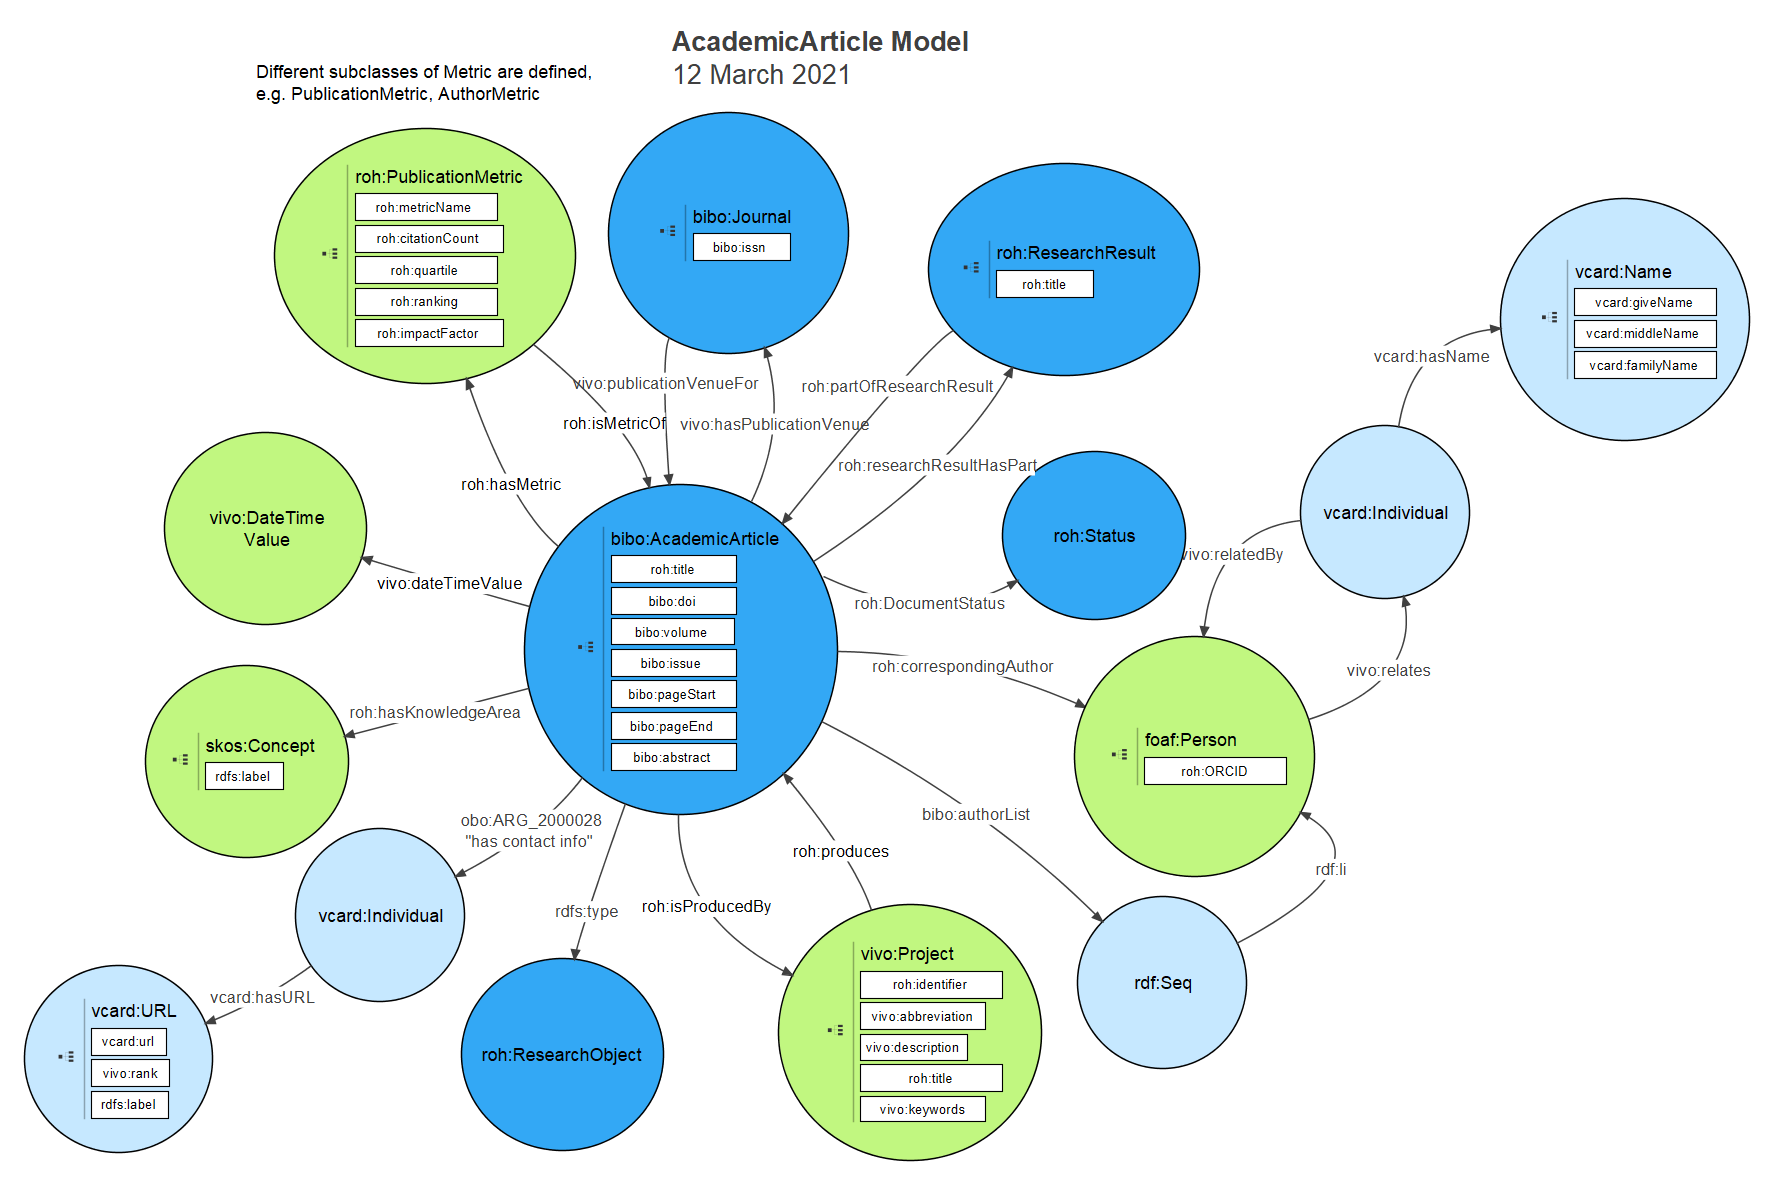 AcademicArticle Model
12 March 2021
Different subclasses of Metric are defined,
e.g. PublicationMetric, AuthorMetric
roh:PublicationMetric
roh:metricName
roh:citationCount
roh:quartile
roh:ranking
roh:impactFactor
bibo:Journal
bibo:issn
roh:ResearchResult
roh:title
vcard:Name
vcard:giveName
vcard:middleName
vcard:familyName
vcard:hasName
vivo:publicationVenueFor
roh:partOfResearchResult
roh:isMetricOf
vivo:hasPublicationVenue
roh:researchResultHasPart
roh:hasMetric
vivo:DateTime
Value
vivo:dateTimeValue
bibo:AcademicArticle
roh:title
bibo:doi
bibo:volume
bibo:issue
bibo:pageStart
bibo:pageEnd
bibo:abstract
roh:Status
roh:DocumentStatus
vcard:Individual
vivo:relatedBy
vivo:relates
roh:correspondingAuthor
foaf:Person
roh:ORCID
roh:hasKnowledgeArea
skos:Concept
rdfs:label
obo:ARG_2000028
"has contact info"
bibo:authorList
roh:produces
rdf:li
vcard:Individual
rdfs:type
roh:isProducedBy
vcard:hasURL
vcard:URL
vcard:url
vivo:rank
rdfs:label
roh:ResearchObject
vivo:Project
roh:identifier
vivo:abbreviation
vivo:description
roh:title
vivo:keywords
rdf:Seq